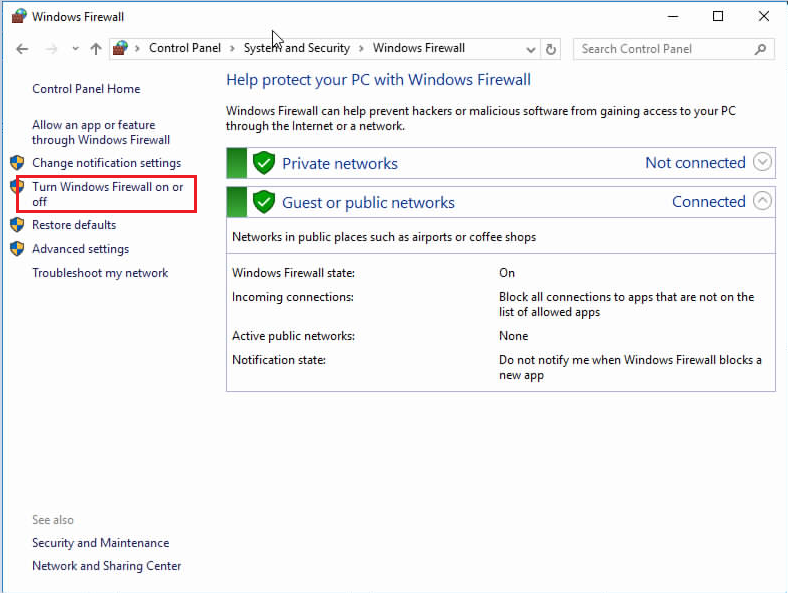 Windows Firewall
Control Panel > System and Security > Windows Firewall
Search Control Panel
Control Panel Home
Allow an app or feature
through Windows Firewall
Change notification settings
Turn Windows Firewall on or
off
Restore defaults
Advanced settings
Troubleshoot my network
See also
Security and Maintenance
Network and Sharing Center
Help protect your PC with Windows Firewall
Windows Firewall can help prevent hackers or malicious software from gaining access to your PC
through the Internet or a network.
Private networks Not connected
Guest or public networks Connected
Networks in public places such as airports or coffee shops
Windows Firewall state: On
Incoming connections: Block all connections to apps that are not on the
list of allowed apps
Active public networks: None
Notification state: Do not notify me when Windows Firewall blocks a
new app